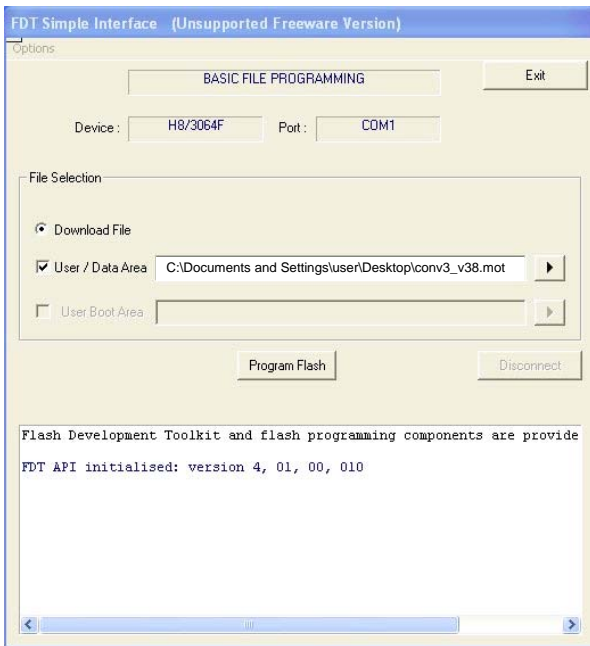 FDT Simple Interface (Unsupported Freeware Version)
Options
BASIC FILE PROGRAMMING
Exit
Device : H8/3064F Port : COM1
File Selection
Download File
User / Data Area C:\Documents and Settings\user\Desktop\conv3_v38.mot
User Boot Area
Program Flash
Disconnect
Flash Development Toolkit and flash programming components are provide
FDT API initialised: version 4, 01, 00, 010